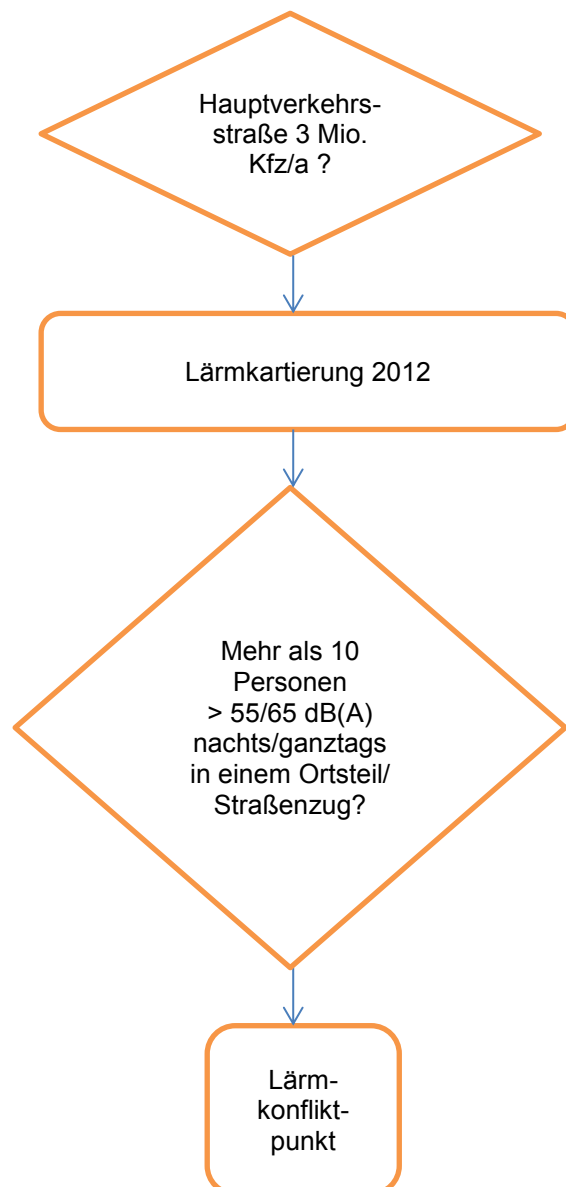 Hauptverkehrs-
straße 3 Mio.
Kfz/a ?
Lärmkartierung 2012
Mehr als 10
Personen
> 55/65 dB(A)
nachts/ganztags
in einem Ortsteil/
Straßenzug?
Lärm-
konflikt-
punkt